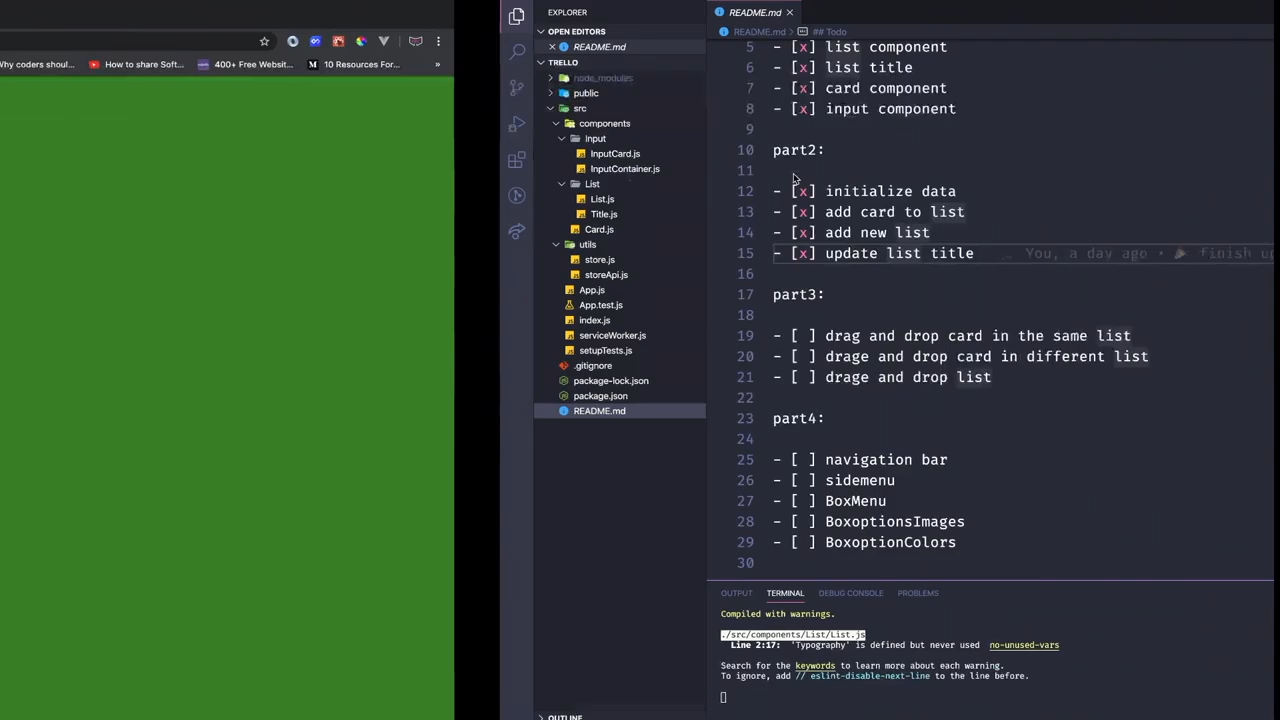 Why coders shoul...
How to share Soft...
400+ Free Websit...
M
10 Resources For...
»
EXPLORER
OPEN EDITORS
README.md
TRELLO
node_modules
public
src
components
Input
InputCard.js
InputContainer.js
List
List.js
Title.js
Card.js
utils
store.js
storeApi.js
App.js
App.test.js
index.js
serviceWorker.js
setupTests.js
.gitignore
package-lock.json
package.json
README.md
OUTLINE
README.md
README.md › ## Todo
5 - [x] list component
6 - [x] list title
7 - [x] card component
8 - [x] input component
9
10 part2:
11
12 - [x] initialize data
13 - [x] add card to list
14 - [x] add new list
15 - [x] update list title You, a day ago • 🎉 finish up
16
17 part3:
18
19 - [ ] drag and drop card in the same list
20 - [ ] drage and drop card in different list
21 - [ ] drage and drop list
22
23 part4:
24
25 - [ ] navigation bar
26 - [ ] sidemenu
27 - [ ] BoxMenu
28 - [ ] BoxoptionsImages
29 - [ ] BoxoptionColors
30
OUTPUT TERMINAL DEBUG CONSOLE PROBLEMS
Compiled with warnings.
./src/components/List/List.js
Line 2:17: 'Typography' is defined but never used no-unused-vars
Search for the keywords to learn more about each warning.
To ignore, add // eslint-disable-next-line to the line before.